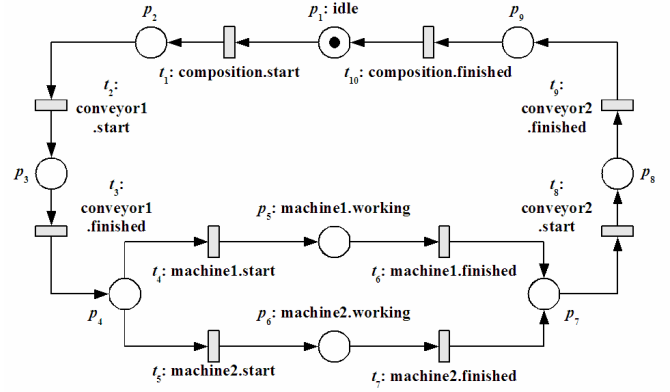 p2
p1: idle
p9
t1: composition.start
t10: composition.finished
t2:
conveyor1
.start
t9:
conveyor2
.finished
p3
t3:
conveyor1
.finished
p8
t8:
conveyor2
.start
p5: machine1.working
t4: machine1.start
t6: machine1.finished
p4
p6: machine2.working
p7
t5: machine2.start
t7: machine2.finished